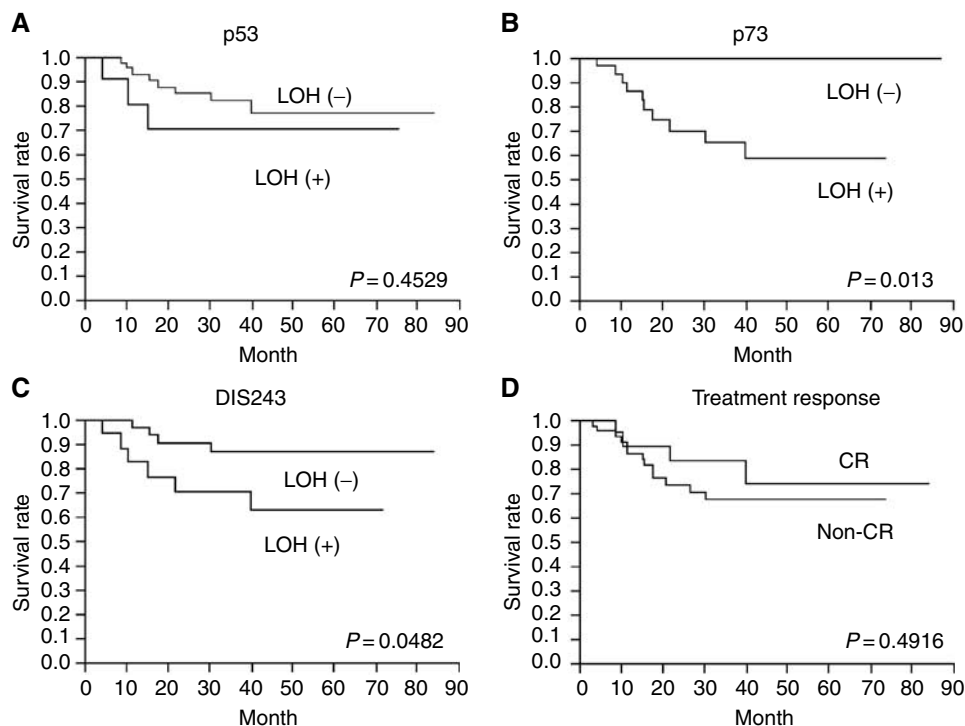 A
p53
1.0
0.9
0.8
0.7
0.6
0.5
0.4
0.3
0.2
0.1
0.0
Survival rate
LOH (–)
LOH (+)
P = 0.4529
0 10 20 30 40 50 60 70 80 90
Month
B
p73
1.0
0.9
0.8
0.7
0.6
0.5
0.4
0.3
0.2
0.1
0.0
Survival rate
LOH (–)
LOH (+)
P = 0.013
0 10 20 30 40 50 60 70 80 90
Month
C
DIS243
1.0
0.9
0.8
0.7
0.6
0.5
0.4
0.3
0.2
0.1
0.0
Survival rate
LOH (–)
LOH (+)
P = 0.0482
0 10 20 30 40 50 60 70 80 90
Month
D
Treatment response
1.0
0.9
0.8
0.7
0.6
0.5
0.4
0.3
0.2
0.1
0.0
Survival rate
CR
Non-CR
P = 0.4916
0 10 20 30 40 50 60 70 80 90
Month